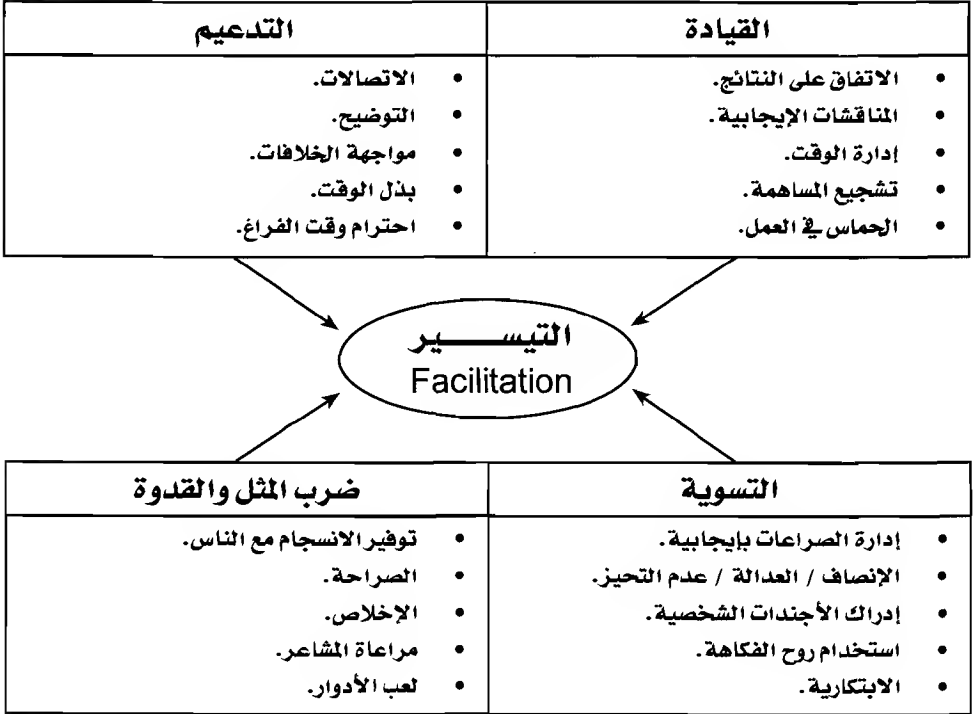 القيادة
الاتفاق على النتائج.
المناقشات الإيجابية.
إدارة الوقت.
تشجيع المساهمة.
الحماس في العمل.
التدعيم
الاتصالات.
التوضيح.
مواجهة الخلافات.
بذل الوقت.
احترام وقت الفراغ.
التيســـــير
Facilitation
التسوية
إدارة الصراعات بإيجابية.
الإنصاف / العدالة / عدم التحيز.
إدراك الأجندات الشخصية.
استخدام روح الفكاهة.
الابتكارية.
ضرب المثل والقدوة
توفير الانسجام مع الناس.
الصراحة.
الإخلاص.
مراعاة المشاعر.
لعب الأدوار.